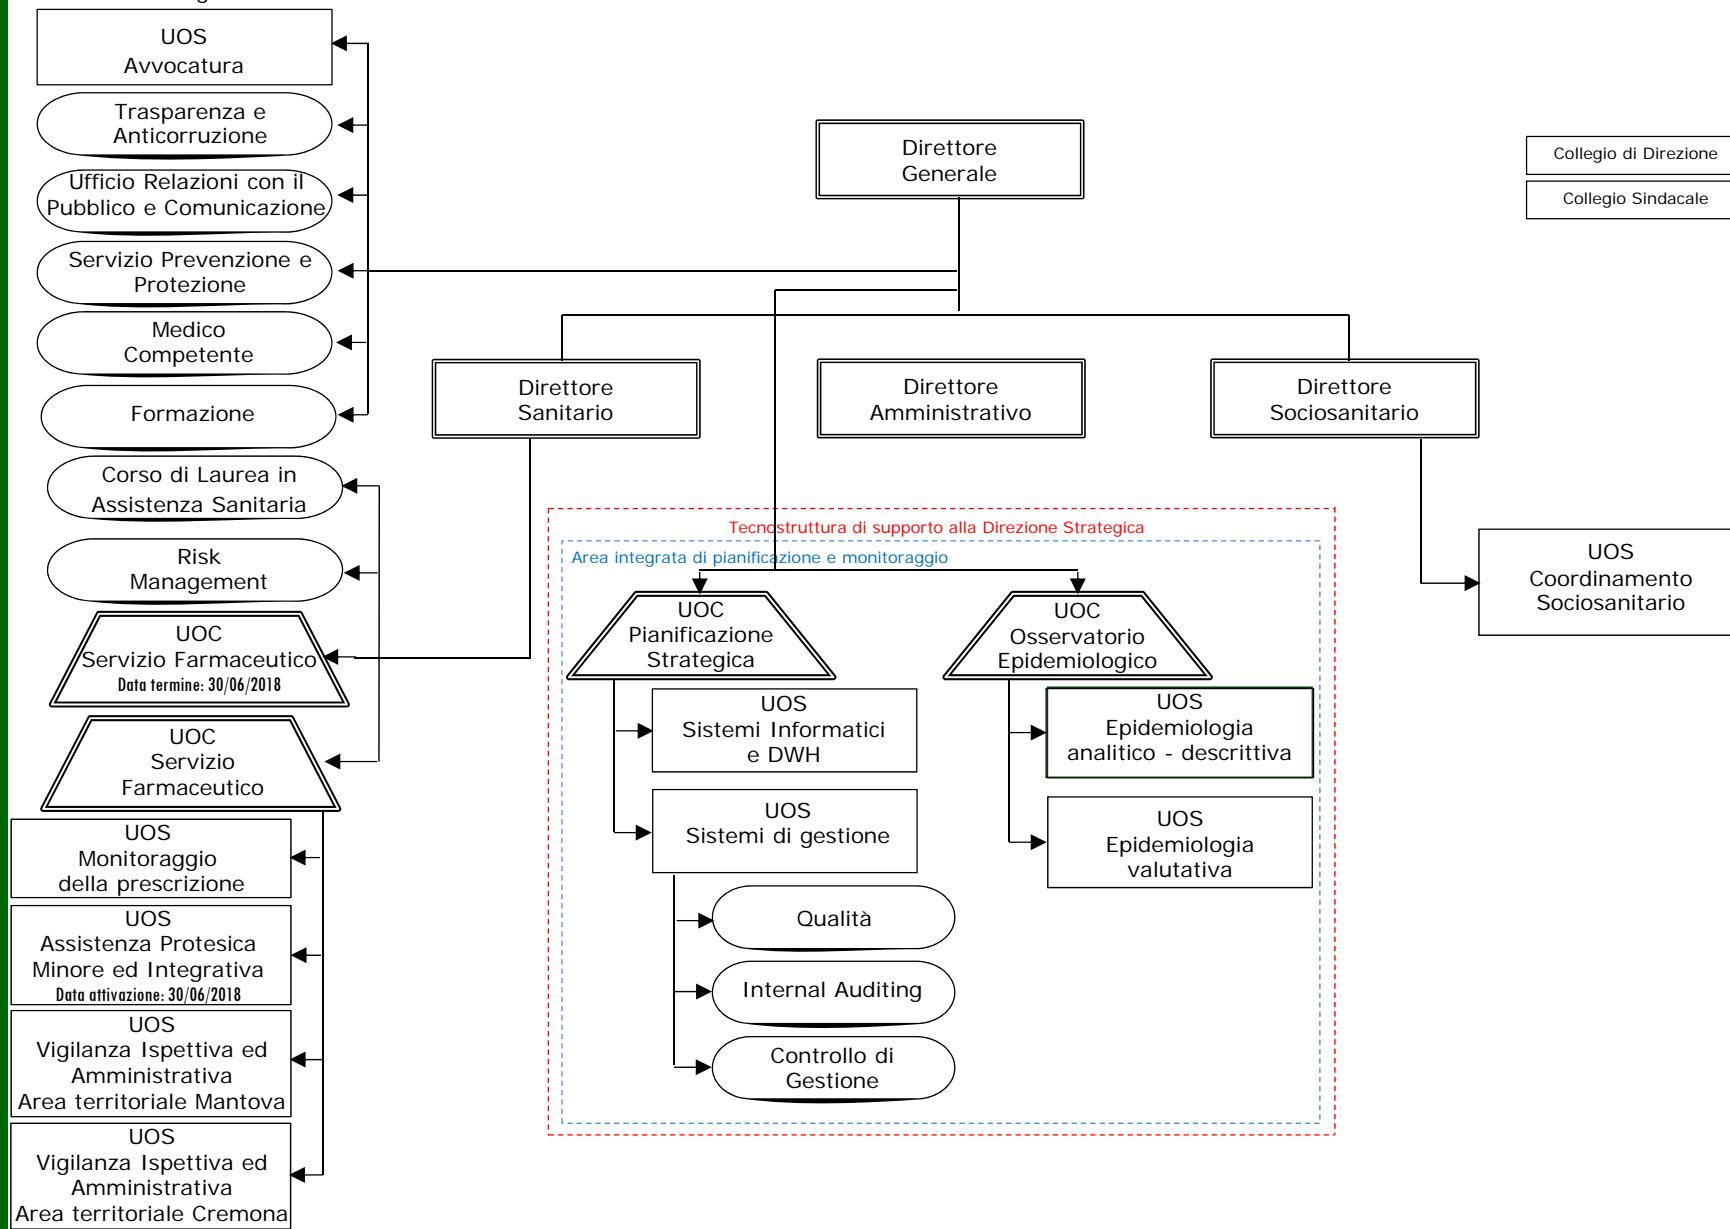 UOS
Avvocatura
Trasparenza e
Anticorruzione
Ufficio Relazioni con il
Pubblico e Comunicazione
Servizio Prevenzione e
Protezione
Medico
Competente
Formazione
Corso di Laurea in
Assistenza Sanitaria
Risk
Management
UOC
Servizio Farmaceutico
Data termine: 30/06/2018
UOC
Servizio
Farmaceutico
UOS
Monitoraggio
della prescrizione
UOS
Assistenza Protesica
Minore ed Integrativa
Data attivazione: 30/06/2018
UOS
Vigilanza Ispettiva ed
Amministrativa
Area territoriale Mantova
UOS
Vigilanza Ispettiva ed
Amministrativa
Area territoriale Cremona
Direttore
Generale
Collegio di Direzione
Collegio Sindacale
Direttore
Sanitario
Direttore
Amministrativo
Direttore
Sociosanitario
Tecnostruttura di supporto alla Direzione Strategica
Area integrata di pianificazione e monitoraggio
UOC
Pianificazione
Strategica
UOS
Sistemi Informatici
e DWH
UOS
Sistemi di gestione
Qualità
Internal Auditing
Controllo di
Gestione
UOC
Osservatorio
Epidemiologico
UOS
Epidemiologia
analitico - descrittiva
UOS
Epidemiologia
valutativa
UOS
Coordinamento
Sociosanitario